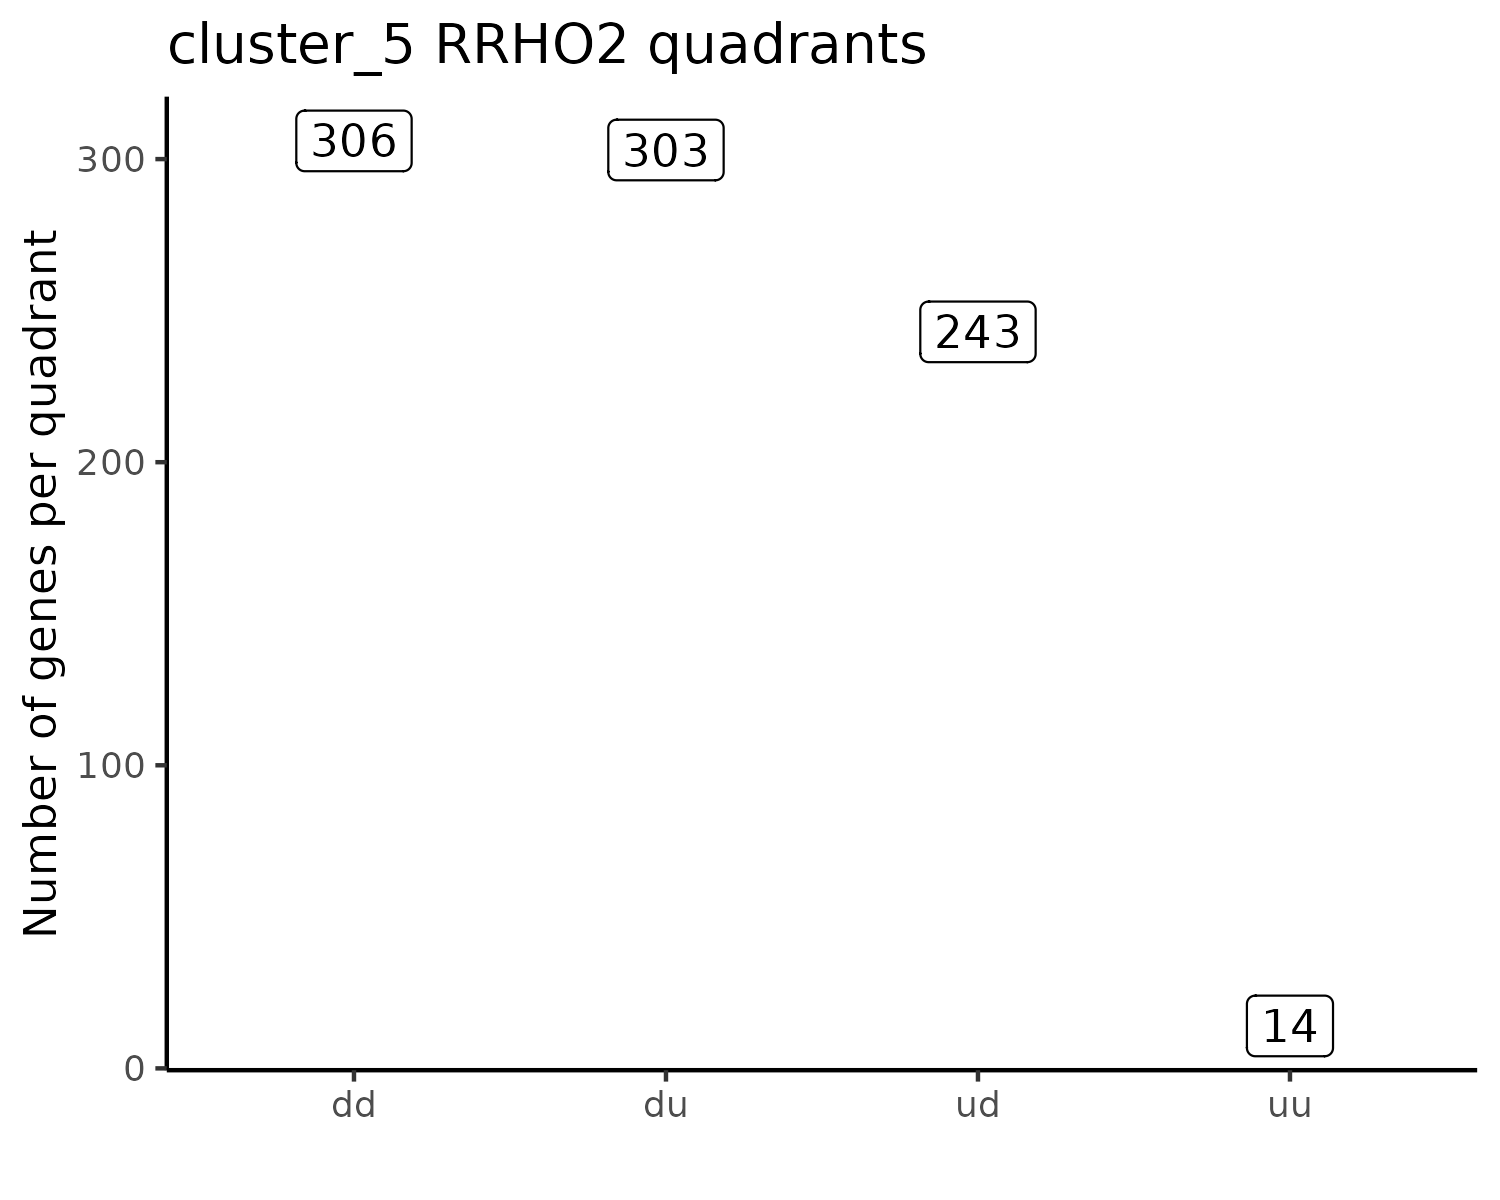 cluster_5 RRHO2 quadrants
Number of genes per quadrant
300
200
100
0
306
303
243
14
dd
du
ud
uu